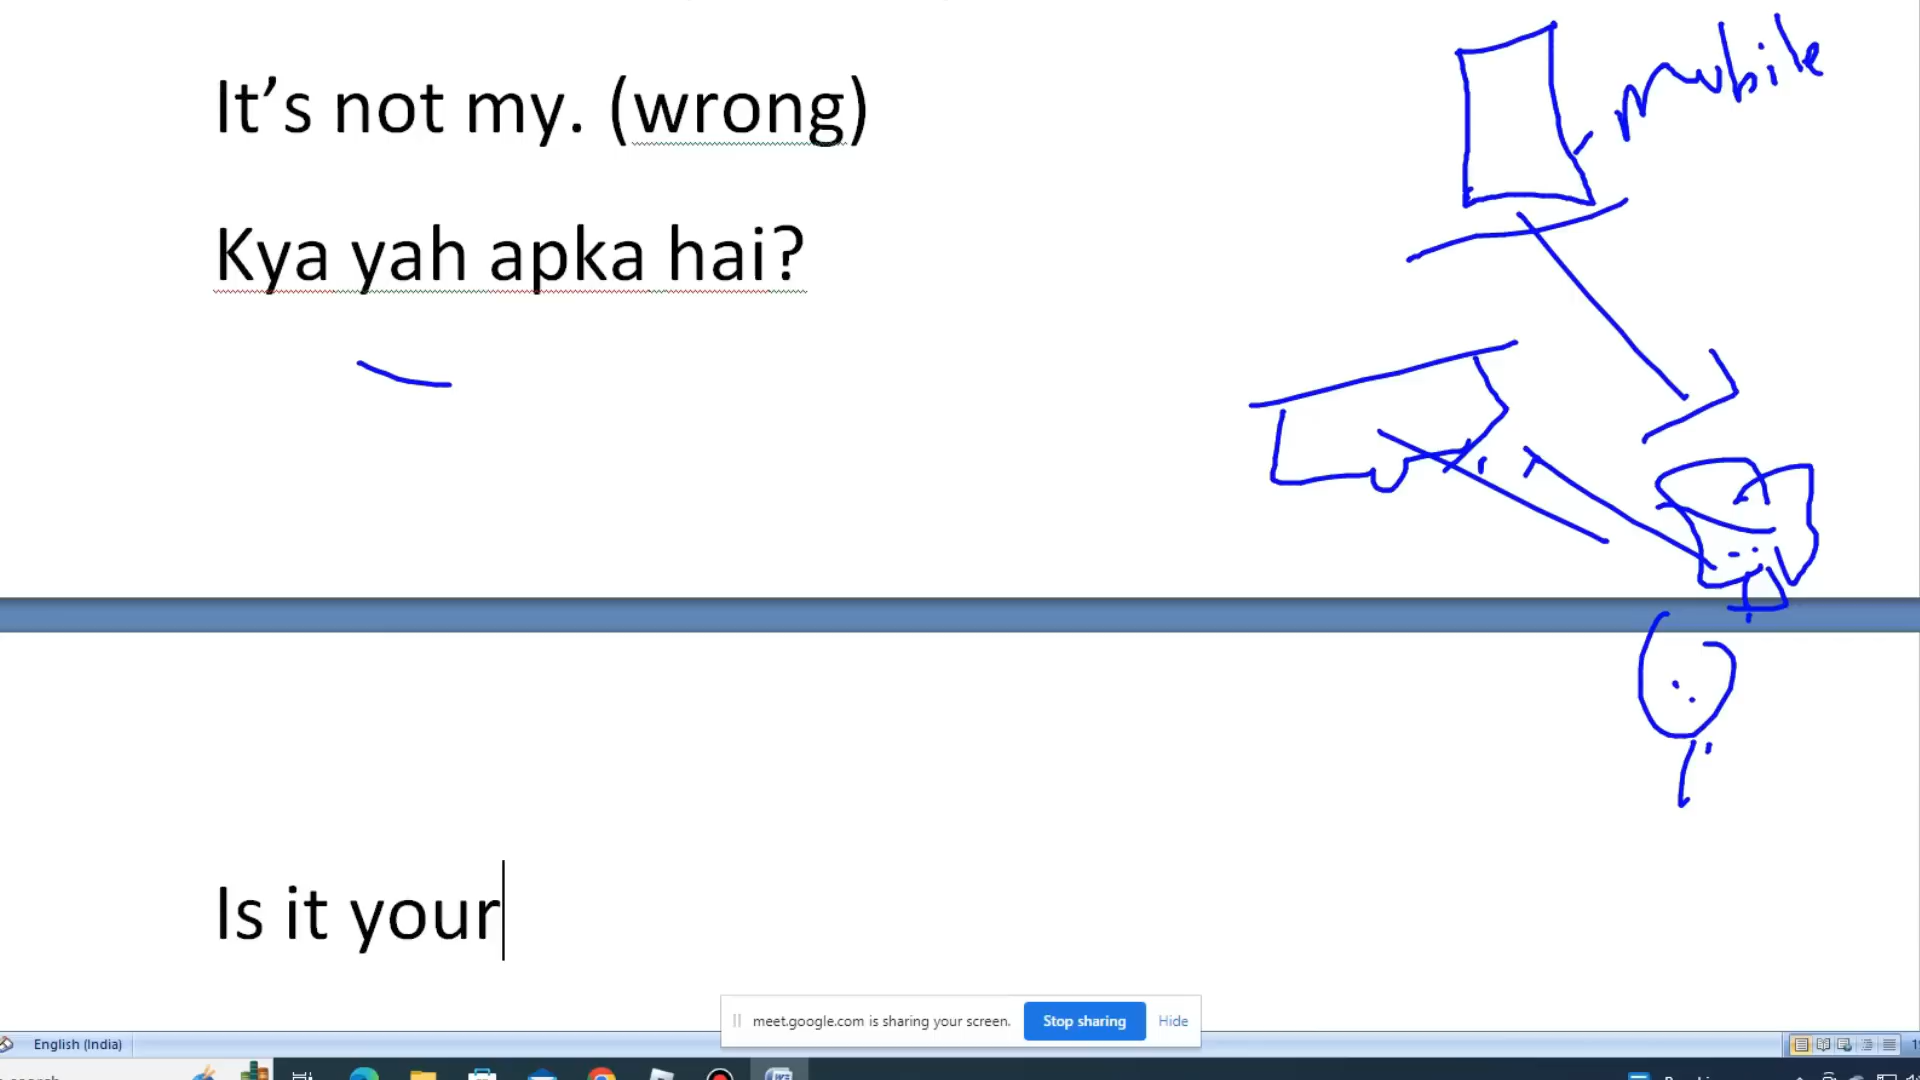 It's not my. (wrong)
mobile
Kya yah apka hai?
Is it your
meet.google.com is sharing your screen. Stop sharing Hide
English (India)